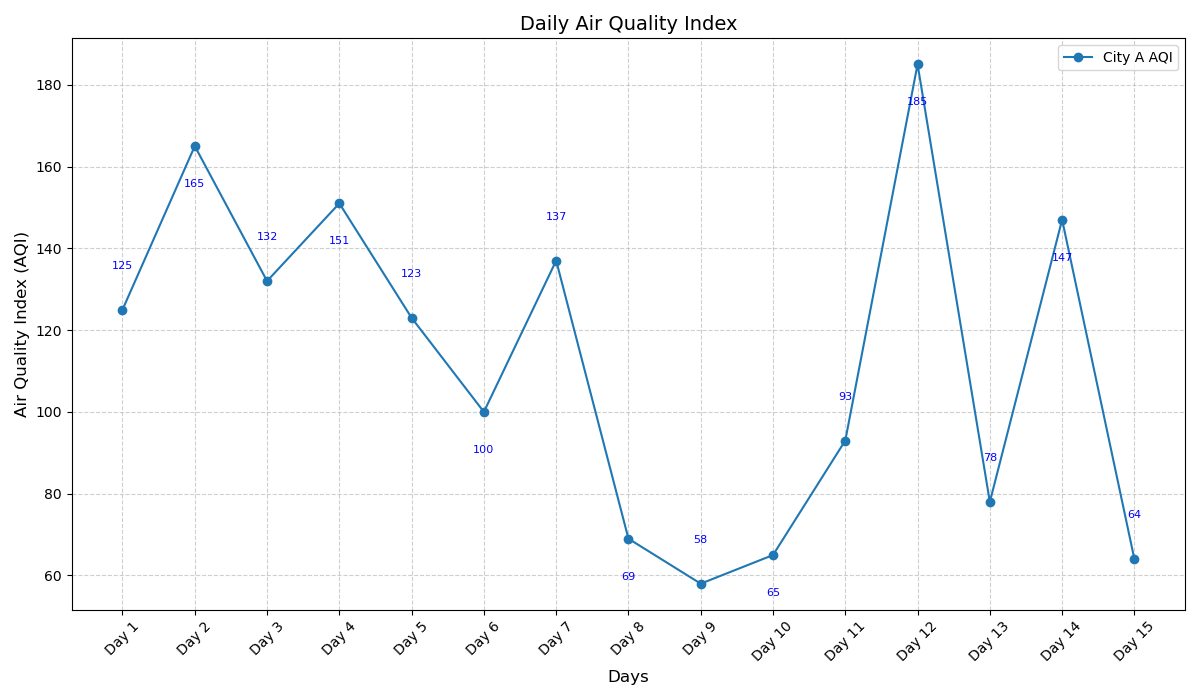 Daily Air Quality Index
City A AQI
Air Quality Index (AQI)
180
160
140
120
100
80
60
125
165
132
151
123
100
137
69
58
65
93
185
78
147
64
Day 1
Day 2
Day 3
Day 4
Day 5
Day 6
Day 7
Day 8
Day 9
Day 10
Day 11
Day 12
Day 13
Day 14
Day 15
Days